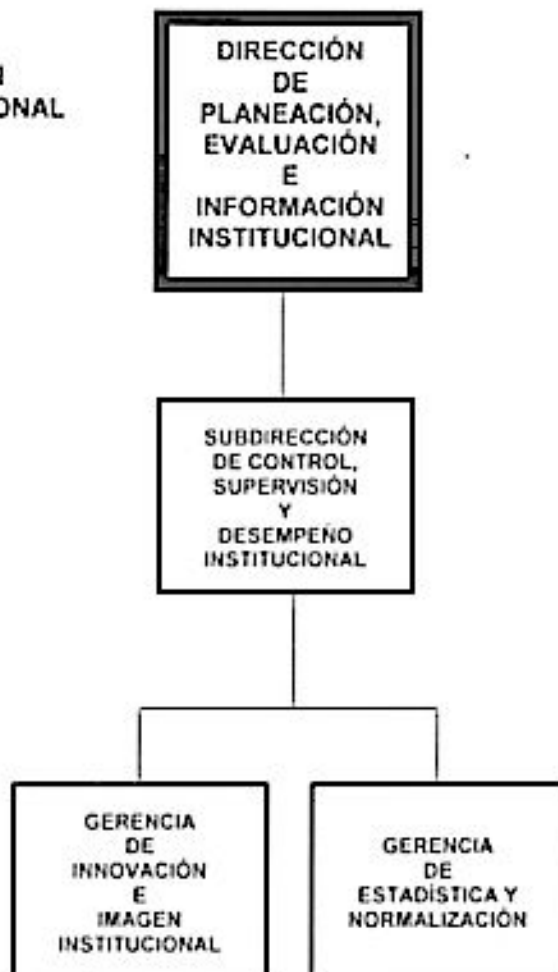 DIRECCIÓN
DE
PLANEACIÓN,
EVALUACIÓN
E
INFORMACIÓN
INSTITUCIONAL
SUBDIRECCIÓN
DE CONTROL,
SUPERVISIÓN
Y
DESEMPEÑO
INSTITUCIONAL
GERENCIA
DE
INNOVACIÓN
E
IMAGEN
INSTITUCIONAL
GERENCIA
DE
ESTADÍSTICA Y
NORMALIZACIÓN